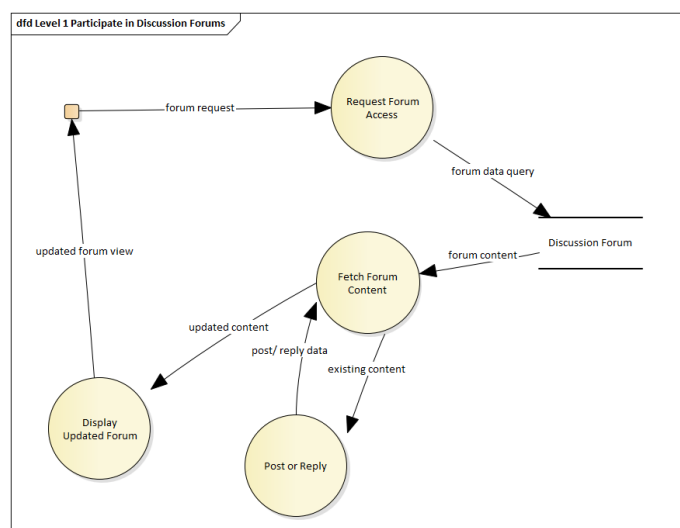 dfd Level 1 Participate in Discussion Forums
forum request
Request Forum
Access
forum data query
Discussion Forum
forum content
updated forum view
Fetch Forum
Content
updated content
post/ reply data
existing content
Display
Updated Forum
Post or Reply